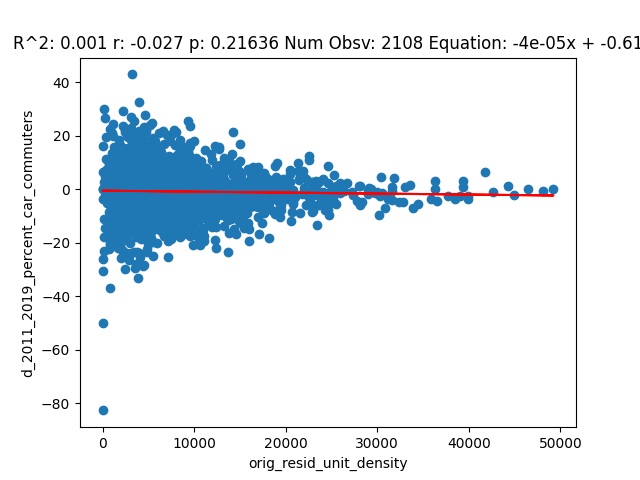 R^2: 0.001 r: -0.027 p: 0.21636 Num Obsv: 2108 Equation: -4e-05x + -0.61
40
20
0
−20
−40
−60
−80
d_2011_2019_percent_car_commuters
0 10000 20000 30000 40000 50000
orig_resid_unit_density